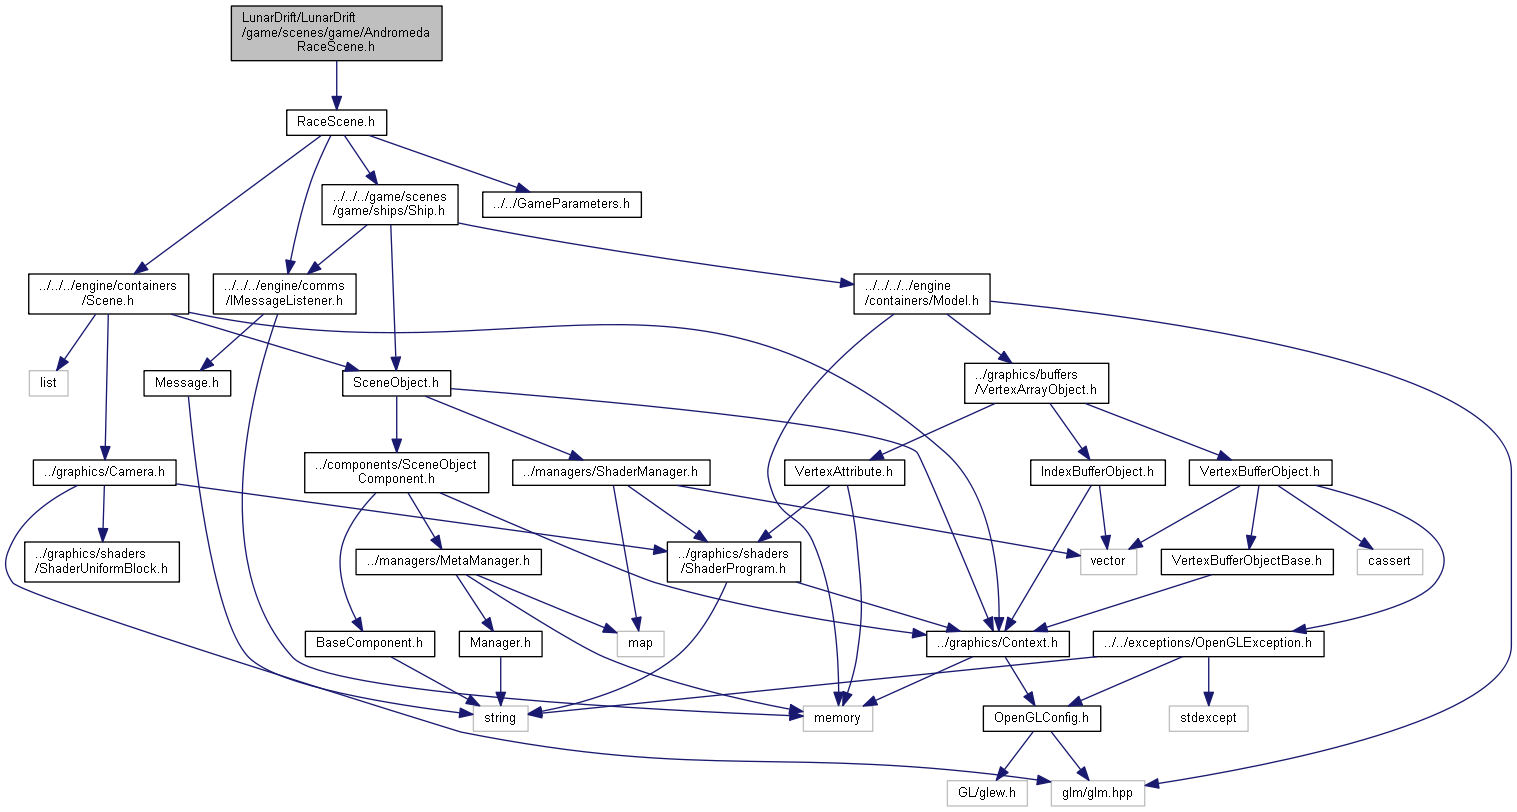 LunarDrift/LunarDrift
/game/scenes/game/Andromeda
RaceScene.h
RaceScene.h
../../../game/scenes
/game/ships/Ship.h
../../GameParameters.h
../../../engine/containers
/Scene.h
../../../engine/comms
/IMessageListener.h
../../../../engine
/containers/Model.h
list
Message.h
SceneObject.h
../graphics/buffers
/VertexArrayObject.h
../graphics/Camera.h
../components/SceneObject
Component.h
../managers/ShaderManager.h
VertexAttribute.h
IndexBufferObject.h
VertexBufferObject.h
../graphics/shaders
/ShaderUniformBlock.h
../managers/MetaManager.h
../graphics/shaders
/ShaderProgram.h
vector
VertexBufferObjectBase.h
cassert
BaseComponent.h
Manager.h
map
../graphics/Context.h
../../exceptions/OpenGLException.h
string
memory
OpenGLConfig.h
stdexcept
GL/glew.h
glm/glm.hpp